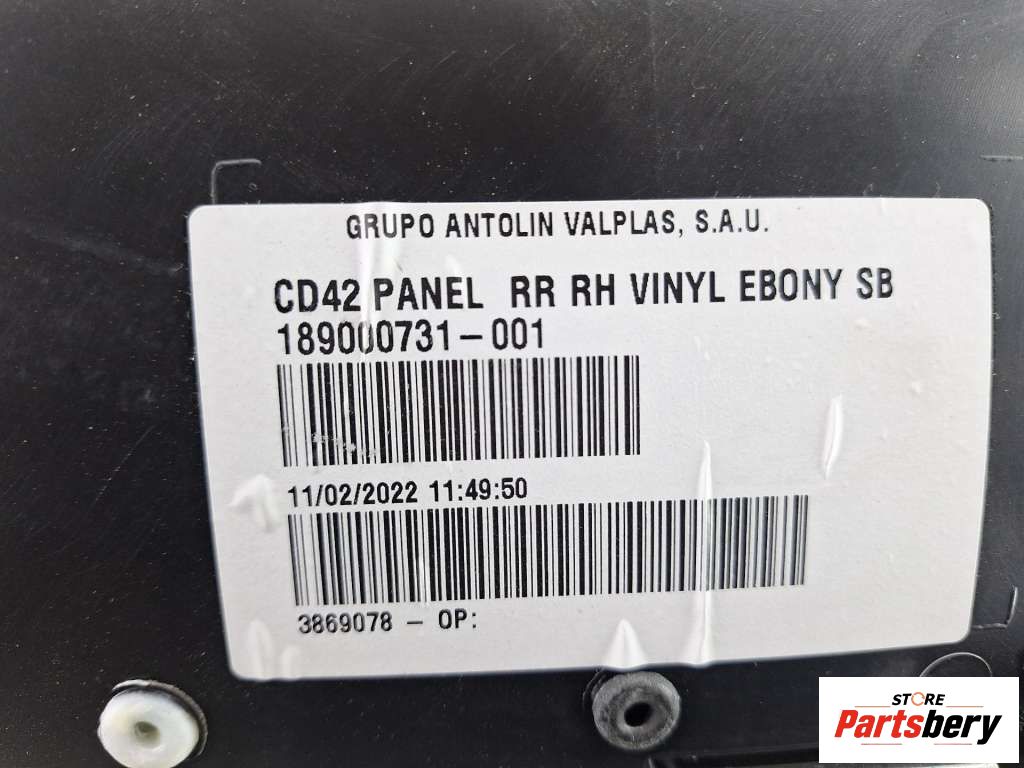 GRUPO ANTOLIN VALPLAS, S.A.U.
CD42 PANEL RR RH VINYL EBONY SB
189000731-001
11/02/2022 11:49:50
3869078 - OP:
STORE
Partsbery